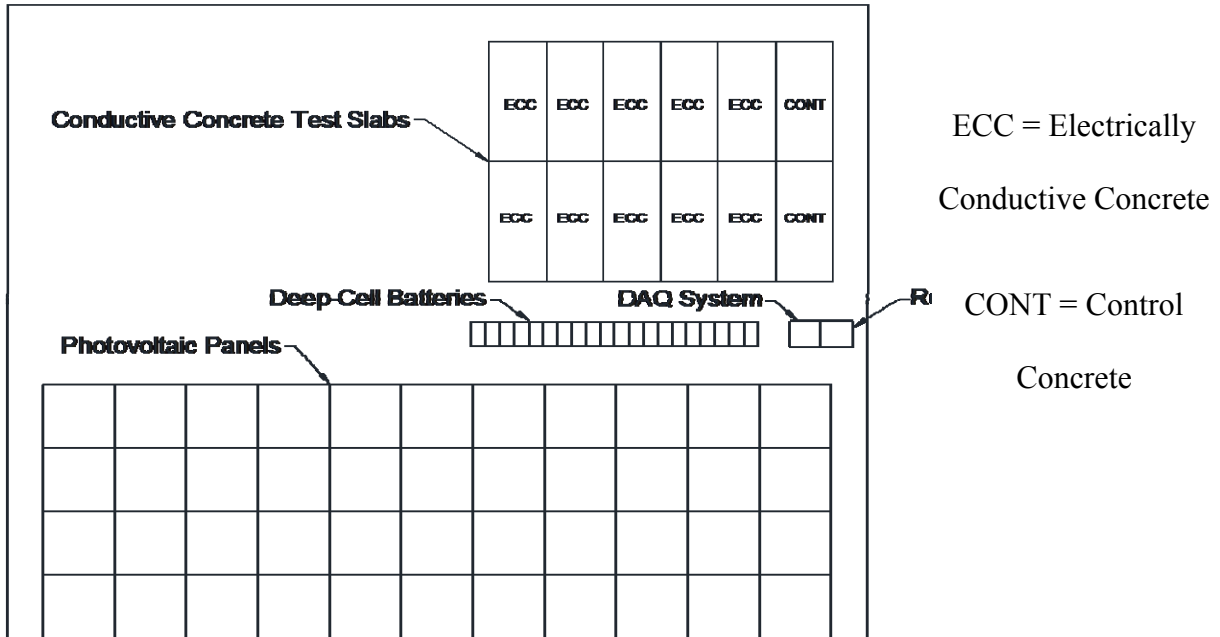 ECC ECC ECC ECC ECC CONT
Conductive Concrete Test Slabs
ECC ECC ECC ECC ECC CONT
Deep-Cell Batteries
DAQ System
Photovoltaic Panels
ECC = Electrically
Conductive Concrete
CONT = Control
Concrete